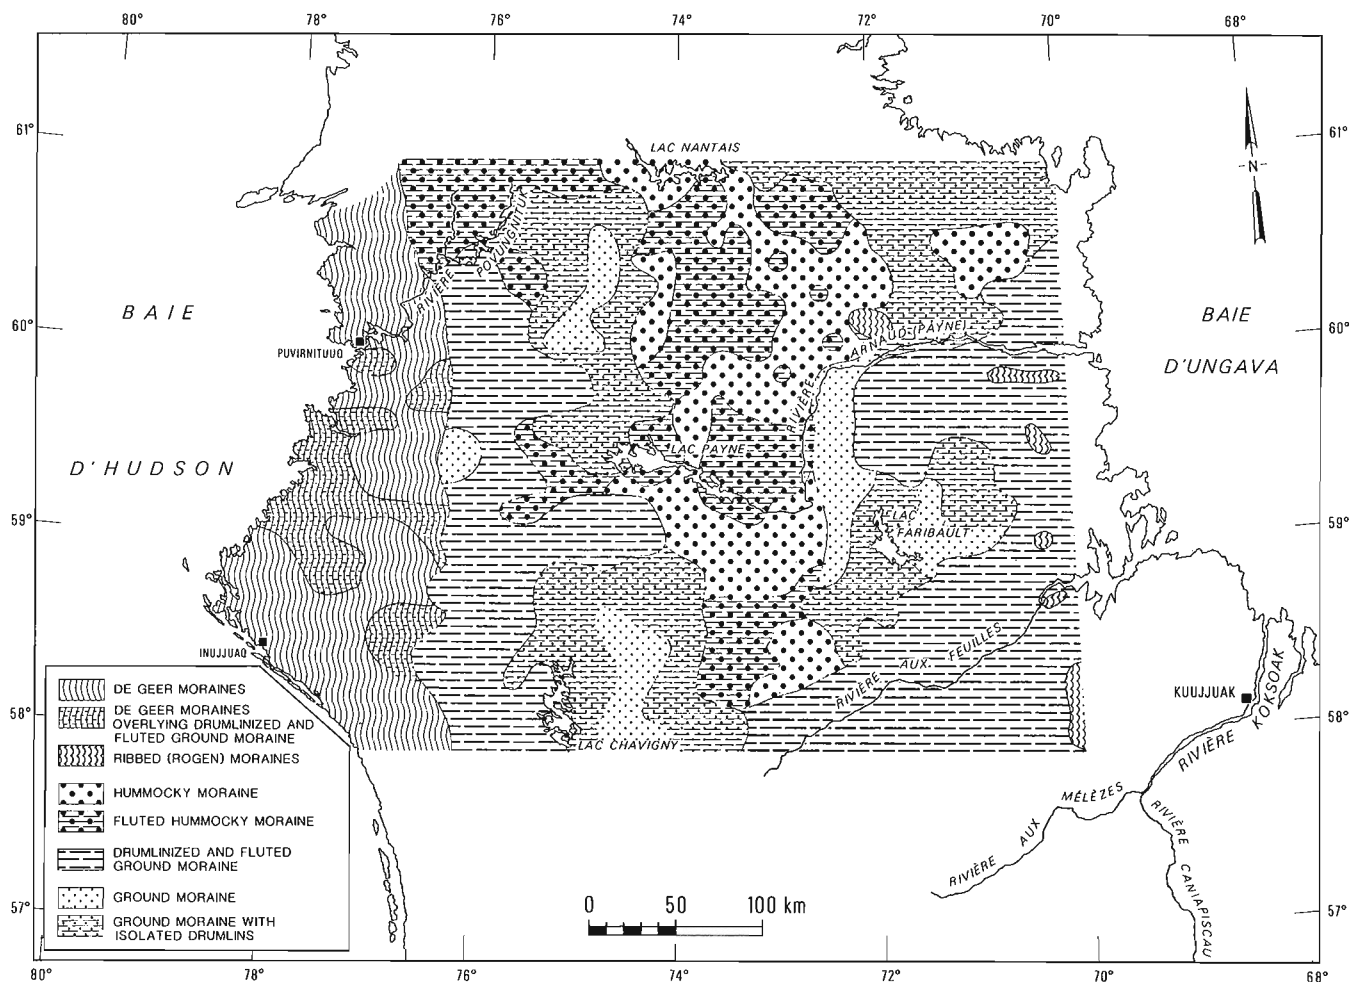 80° 78° 76° 74° 72° 70° 68°
61° 61°
LAC NANTAIS
N
RIVIÈRE POVUNGNITUK
BAIE
D'HUDSON
60° 60°
BAIE
D'UNGAVA
PUVIRNITUUQ
RIVIÈRE ARNAUD (PAYNE)
LAC PAYNE
59° 59°
LAC
FARIBAULT
INUJJUAQ
RIVIÈRE AUX FEUILLES
KUUJJUAK
RIVIÈRE KOKSOAK
58° 58°
LAC CHAVIGNY
DE GEER MORAINES
DE GEER MORAINES
OVERLYING DRUMLINIZED AND
FLUTED GROUND MORAINE
RIBBED (ROGEN) MORAINES
HUMMOCKY MORAINE
FLUTED HUMMOCKY MORAINE
DRUMLINIZED AND FLUTED
GROUND MORAINE
GROUND MORAINE
GROUND MORAINE WITH
ISOLATED DRUMLINS
RIVIÈRE AUX MÉLÈZES
RIVIÈRE CANIAPISCAU
0 50 100 km
57° 57°
80° 78° 76° 74° 72° 70° 68°